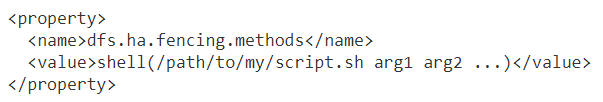 <property>
  <name>dfs.ha.fencing.methods</name>
  <value>shell(/path/to/my/script.sh arg1 arg2 ...)</value>
</property>